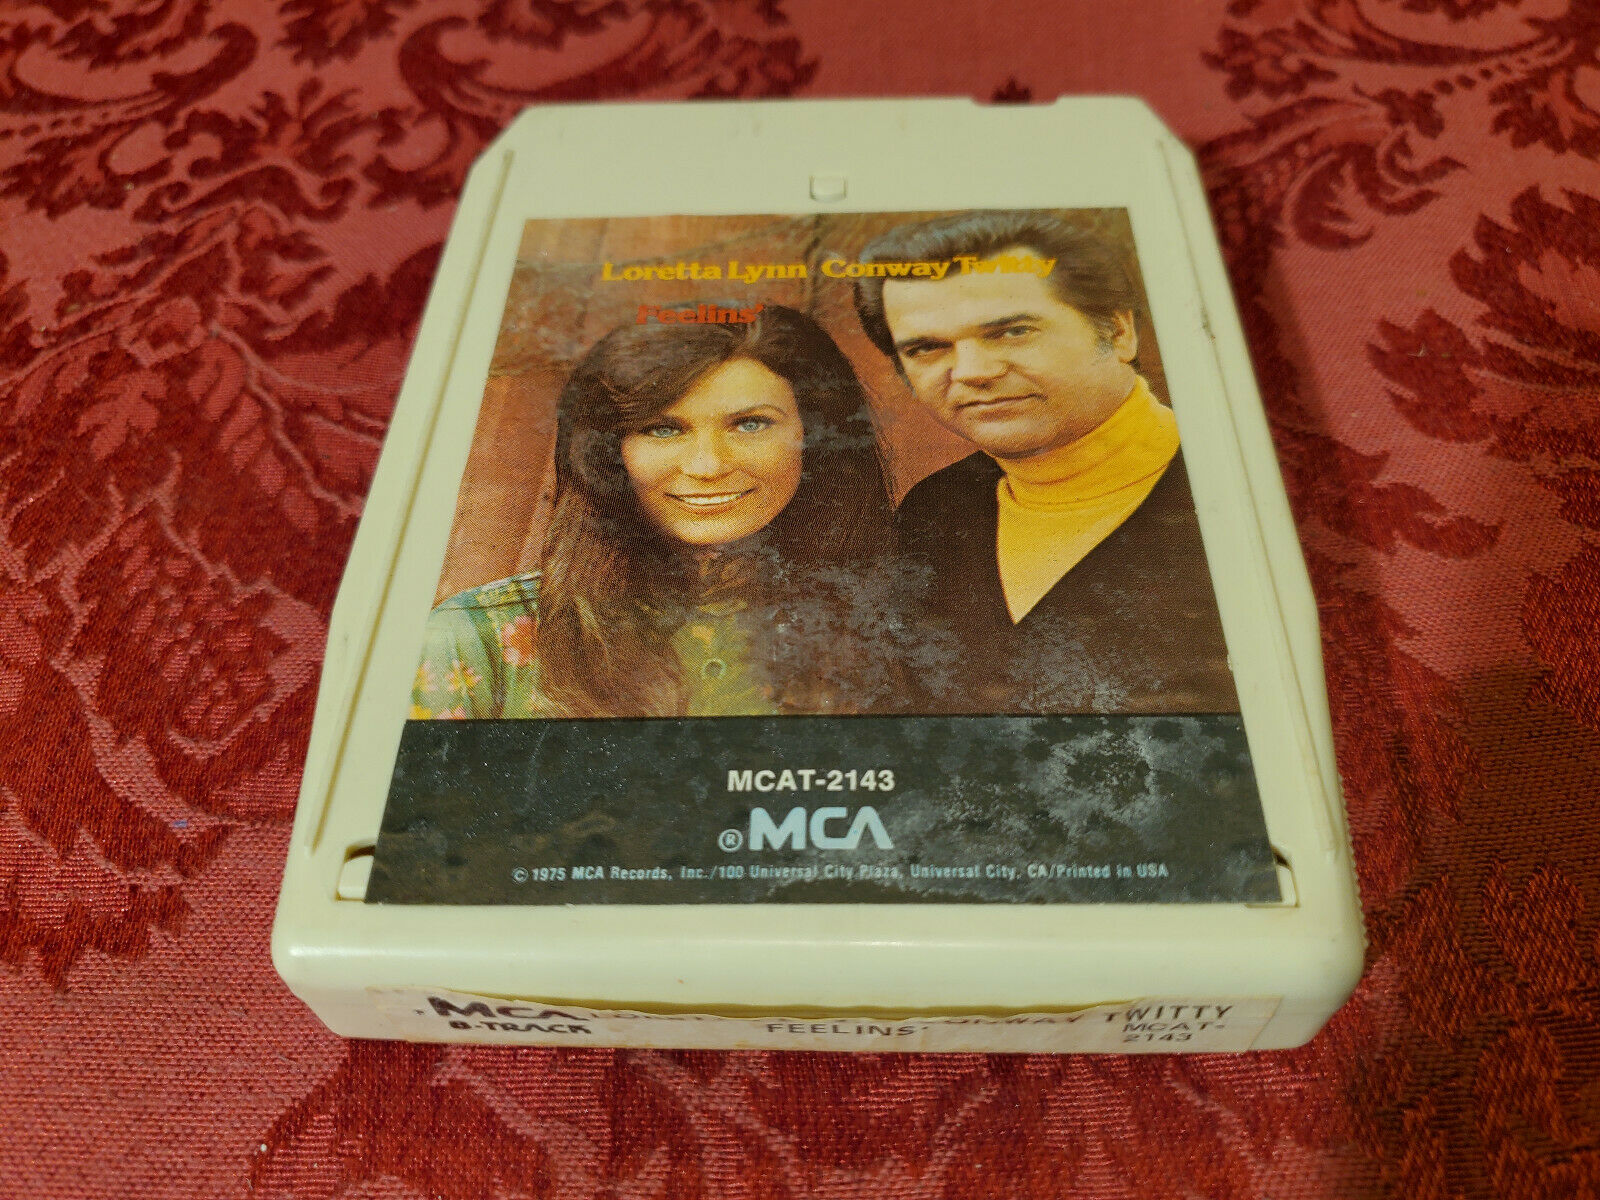 Loretta Lynn Conway Twitty
Feelins'
MCAT-2143
® MCA
© 1975 MCA Records, Inc./100 Universal City Plaza, Universal City, CA/Printed in USA
MCA CONWAY TWITTY
8-TRACK FEELINS' MCAT-
2143